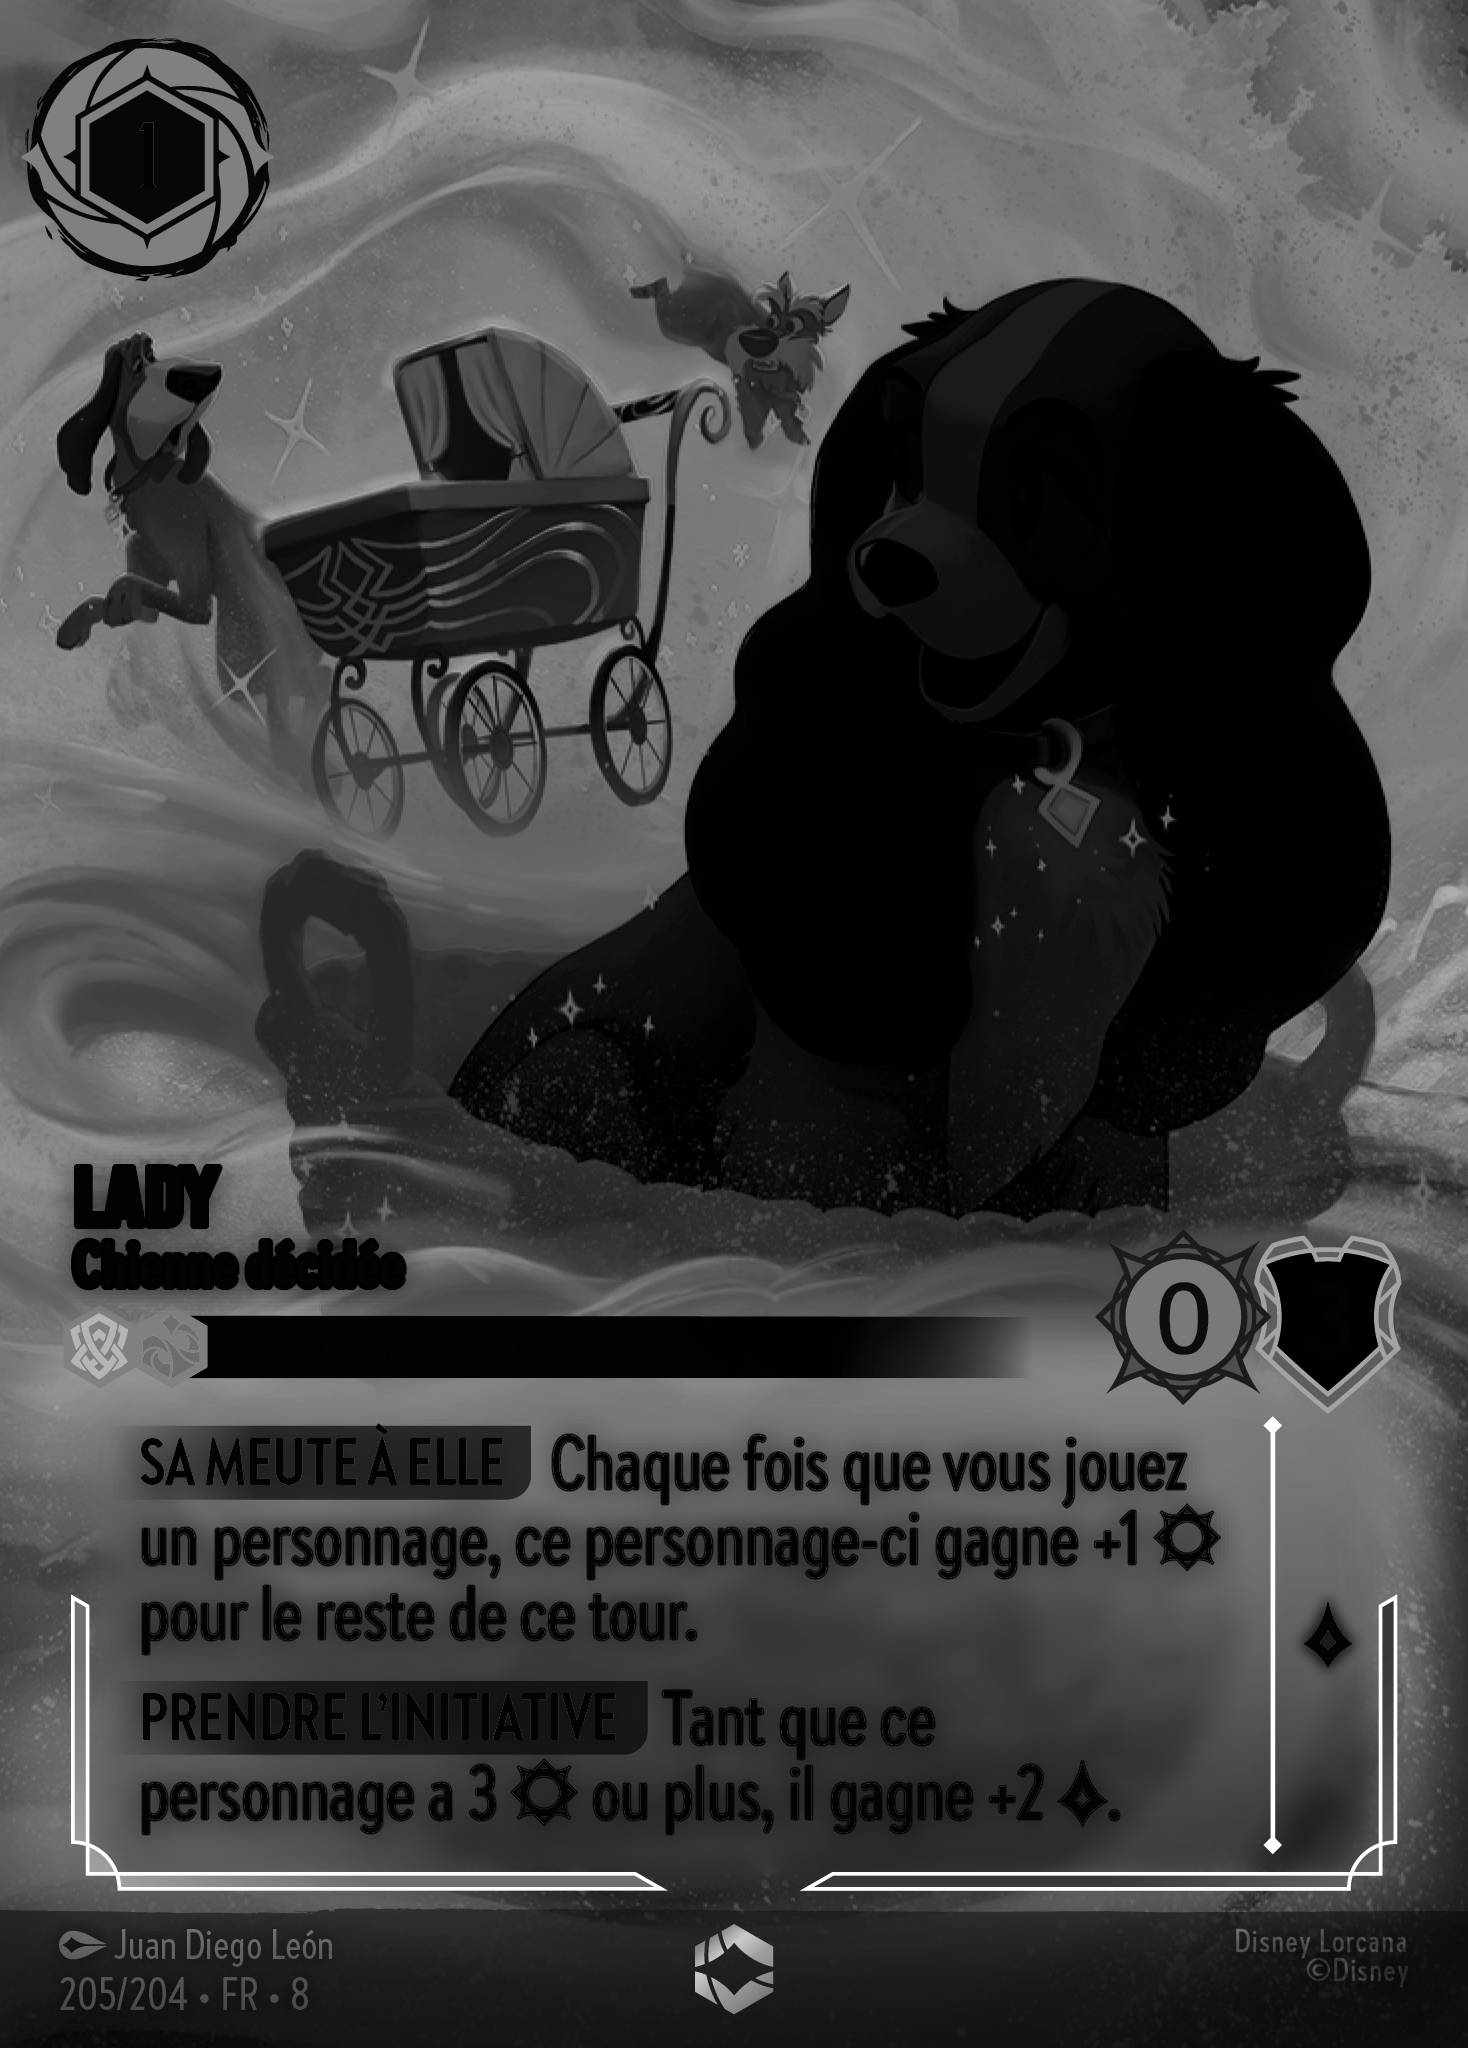 1
LADY
Chienne décidée
0 3
SA MEUTE À ELLE Chaque fois que vous jouez
un personnage, ce personnage-ci gagne +1
pour le reste de ce tour.
PRENDRE L’INITIATIVE Tant que ce
personnage a 3 ou plus, il gagne +2 .
Juan Diego León
205/204 • FR • 8
Disney Lorcana
©Disney